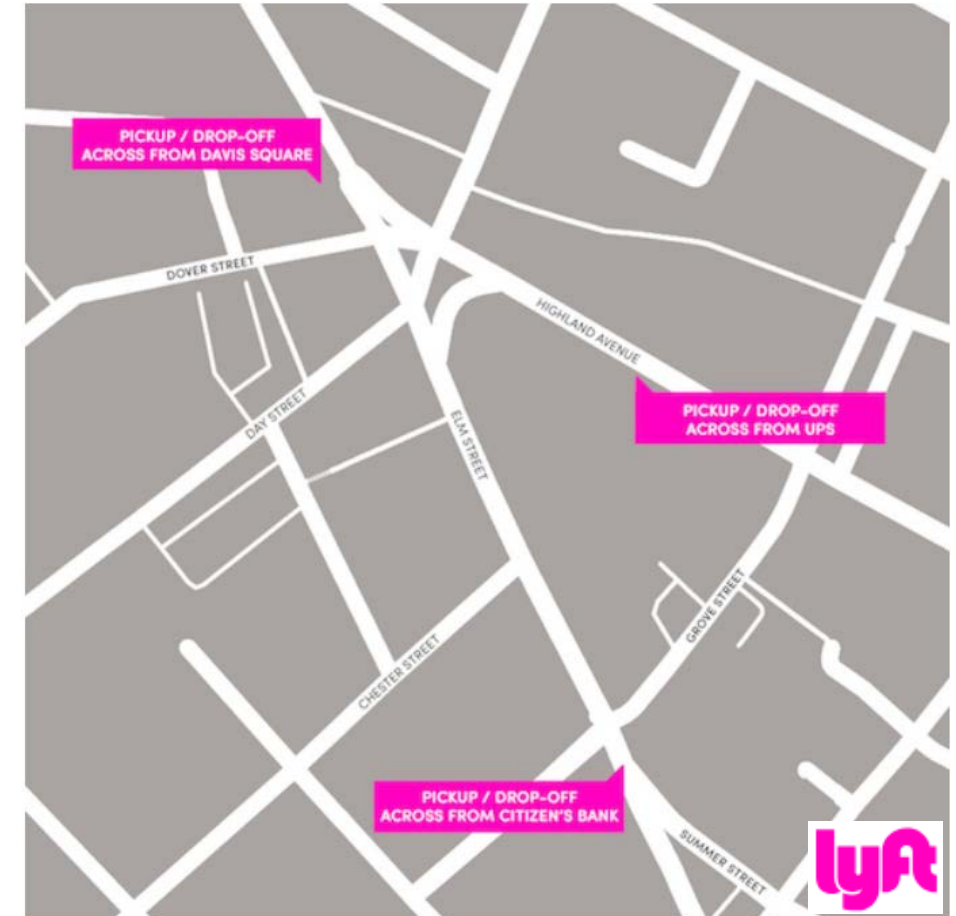 PICKUP / DROP-OFF
ACROSS FROM DAVIS SQUARE
DOVER STREET
HIGHLAND AVENUE
PICKUP / DROP-OFF
ACROSS FROM UPS
DAY STREET
ELM STREET
GROVE STREET
CHESTER STREET
PICKUP / DROP-OFF
ACROSS FROM CITIZEN'S BANK
SUMMER STREET
lyft